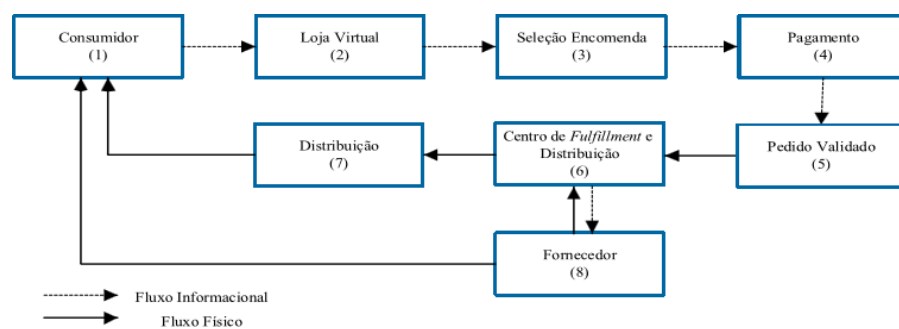 Consumidor
(1)
Loja Virtual
(2)
Seleção Encomenda
(3)
Pagamento
(4)
Pedido Validado
(5)
Centro de Fulfillment e
Distribuição
(6)
Distribuição
(7)
Fornecedor
(8)
Fluxo Informacional
Fluxo Físico